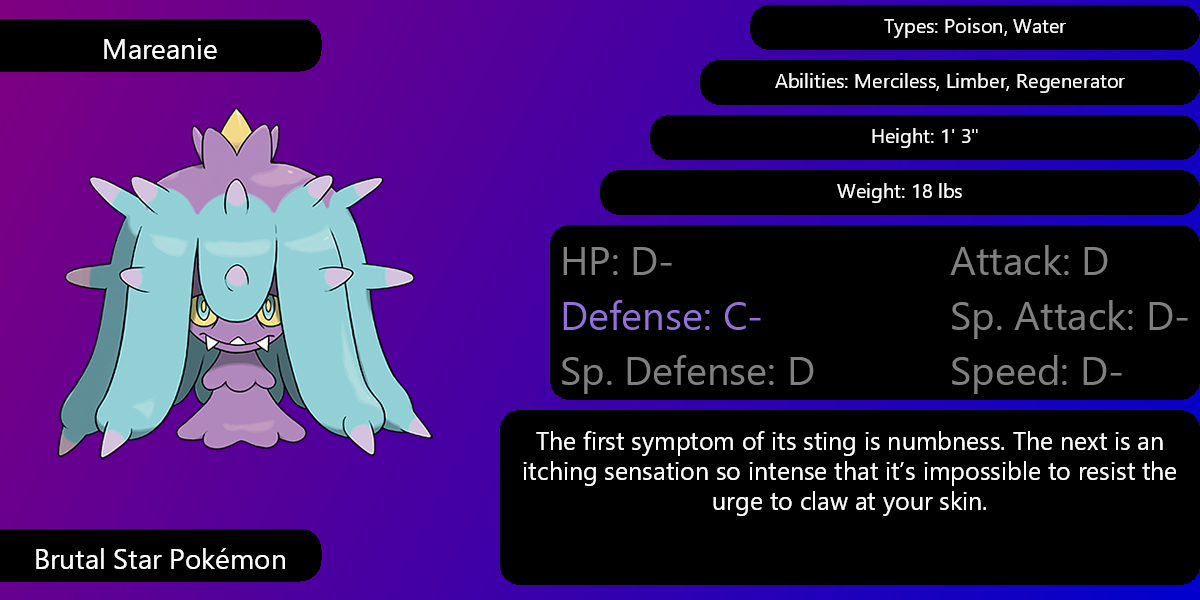 Mareanie
Types: Poison, Water
Abilities: Merciless, Limber, Regenerator
Height: 1' 3"
Weight: 18 lbs
HP: D-
Attack: D
Defense: C-
Sp. Attack: D-
Sp. Defense: D
Speed: D-
The first symptom of its sting is numbness. The next is an
itching sensation so intense that it’s impossible to resist the
urge to claw at your skin.
Brutal Star Pokémon